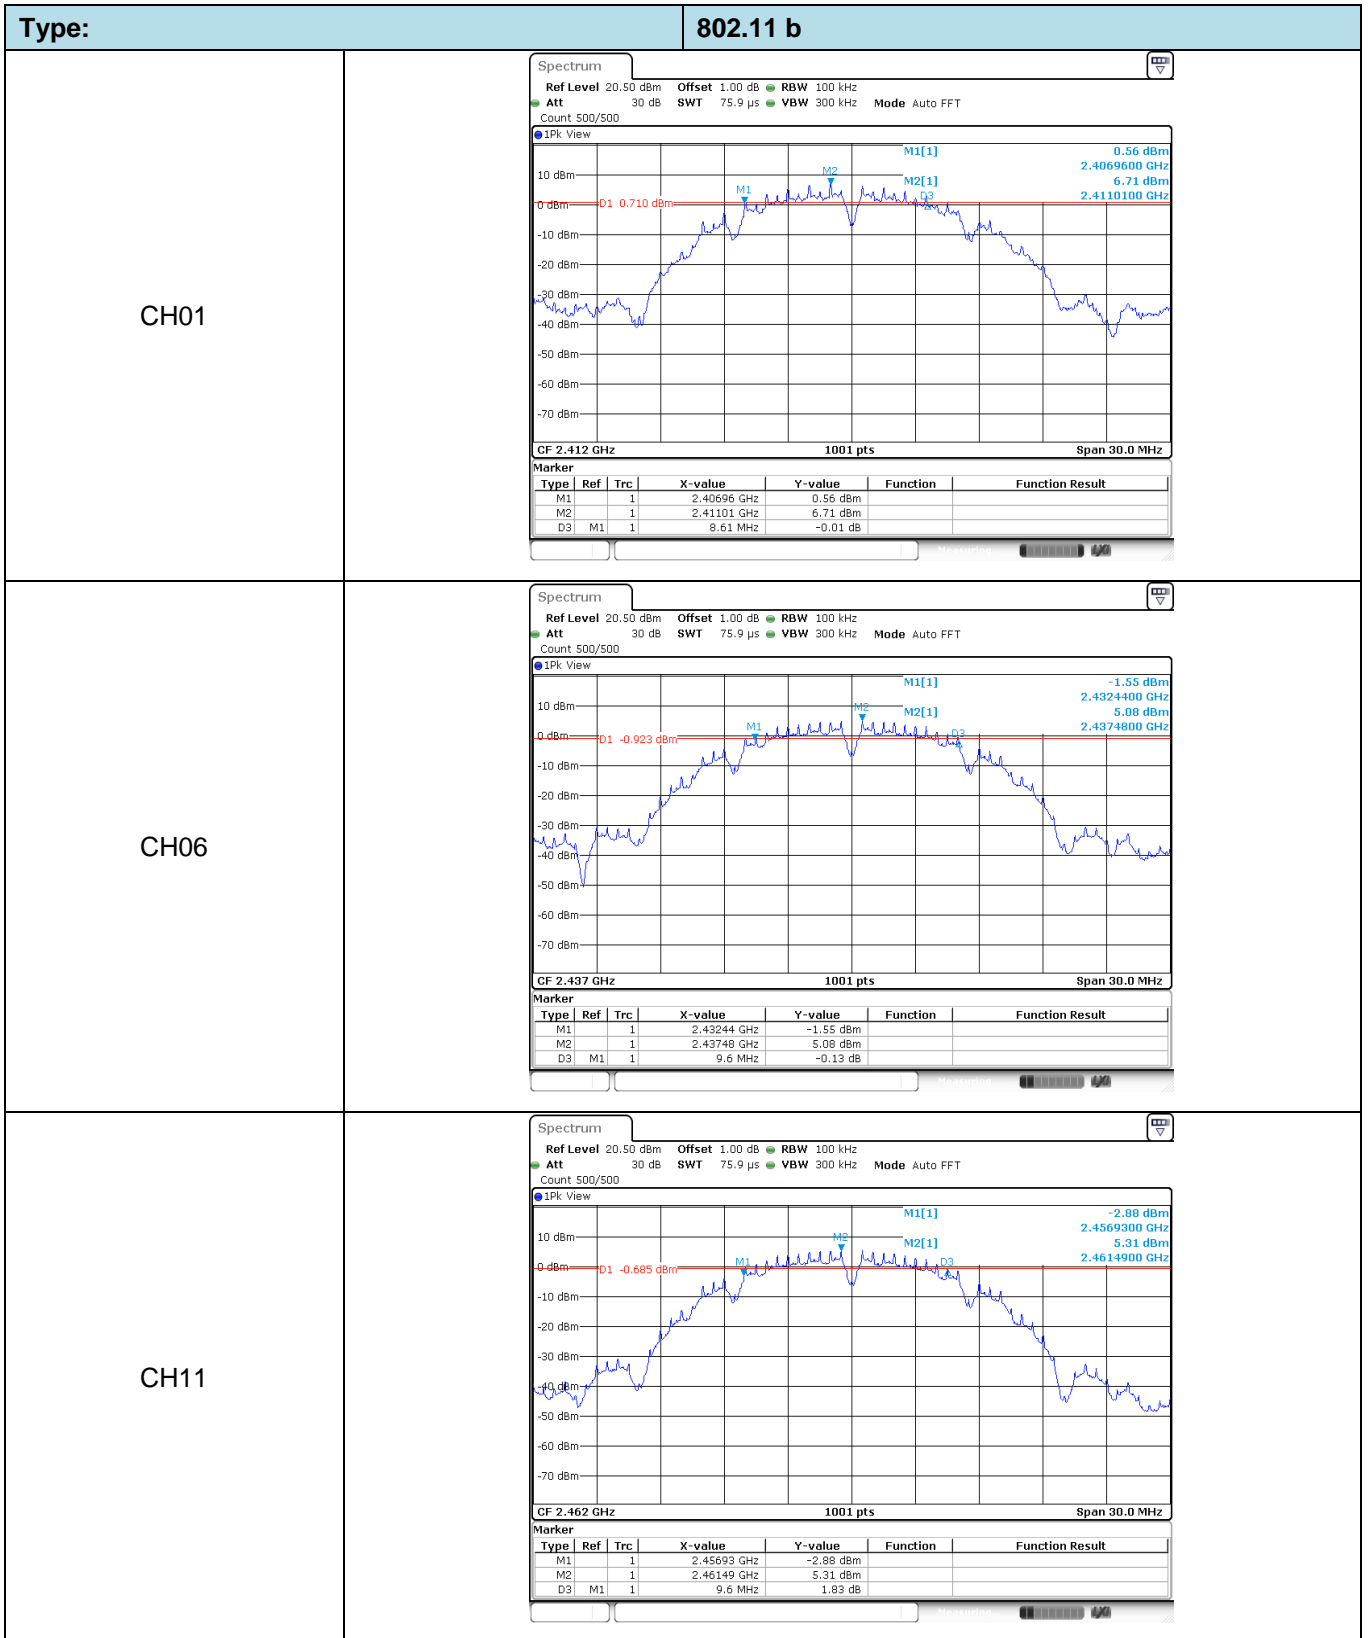 Type: 802.11 b
CH01
Spectrum
Ref Level 20.50 dBm Offset 1.00 dB RBW 100 kHz
Att 30 dB SWT 75.9 µs VBW 300 kHz Mode Auto FFT
Count 500/500
1Pk View
M1[1] 0.56 dBm
2.4069600 GHz
M2[1] 6.71 dBm
2.4110100 GHz
10 dBm
M2
M1
D3
0 dBm
D1 0.710 dBm
-10 dBm
-20 dBm
-30 dBm
-40 dBm
-50 dBm
-60 dBm
-70 dBm
CF 2.412 GHz 1001 pts Span 30.0 MHz
Marker
Type Ref Trc X-value Y-value Function Function Result
M1 1 2.40696 GHz 0.56 dBm
M2 1 2.41101 GHz 6.71 dBm
D3 M1 1 8.61 MHz -0.01 dB
Measuring
LXI
CH06
Spectrum
Ref Level 20.50 dBm Offset 1.00 dB RBW 100 kHz
Att 30 dB SWT 75.9 µs VBW 300 kHz Mode Auto FFT
Count 500/500
1Pk View
M1[1] -1.55 dBm
2.4324400 GHz
M2[1] 5.08 dBm
2.4374800 GHz
10 dBm
M2
M1
D3
0 dBm
D1 -0.923 dBm
-10 dBm
-20 dBm
-30 dBm
-40 dBm
-50 dBm
-60 dBm
-70 dBm
CF 2.437 GHz 1001 pts Span 30.0 MHz
Marker
Type Ref Trc X-value Y-value Function Function Result
M1 1 2.43244 GHz -1.55 dBm
M2 1 2.43748 GHz 5.08 dBm
D3 M1 1 9.6 MHz -0.13 dB
Measuring
LXI
CH11
Spectrum
Ref Level 20.50 dBm Offset 1.00 dB RBW 100 kHz
Att 30 dB SWT 75.9 µs VBW 300 kHz Mode Auto FFT
Count 500/500
1Pk View
M1[1] -2.88 dBm
2.4569300 GHz
M2[1] 5.31 dBm
2.4614900 GHz
10 dBm
M2
M1
D3
0 dBm
D1 -0.685 dBm
-10 dBm
-20 dBm
-30 dBm
-40 dBm
-50 dBm
-60 dBm
-70 dBm
CF 2.462 GHz 1001 pts Span 30.0 MHz
Marker
Type Ref Trc X-value Y-value Function Function Result
M1 1 2.45693 GHz -2.88 dBm
M2 1 2.46149 GHz 5.31 dBm
D3 M1 1 9.6 MHz 1.83 dB
Measuring
LXI